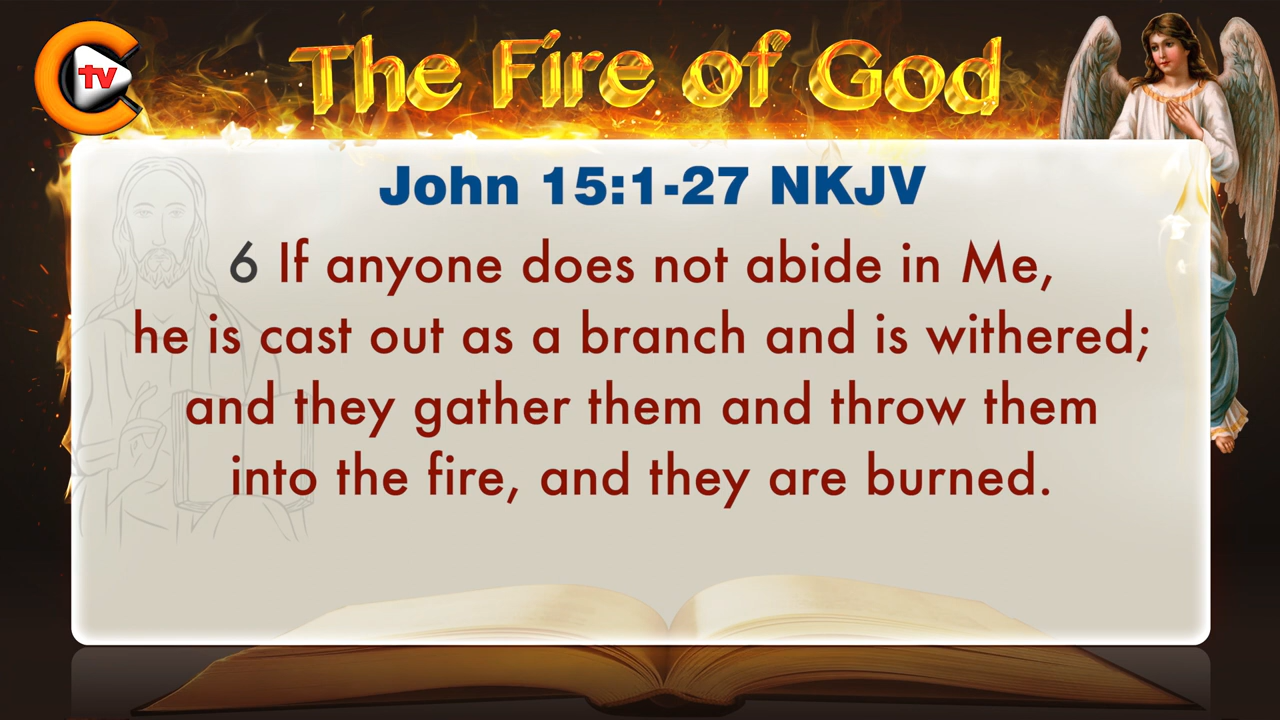 tv
The Fire of God
John 15:1-27 NKJV
6 If anyone does not abide in Me,
he is cast out as a branch and is withered;
and they gather them and throw them
into the fire, and they are burned.